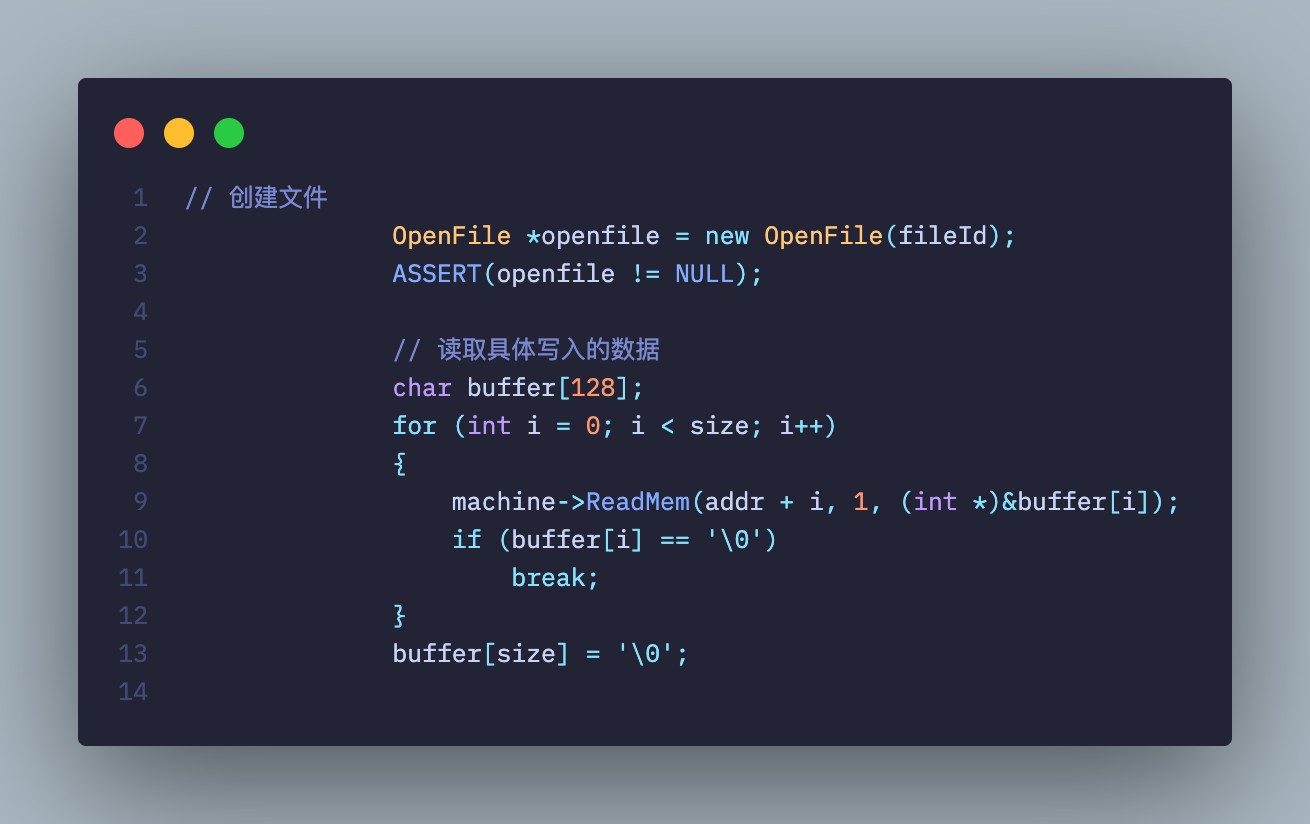 1 // 创建文件
2 OpenFile *openfile = new OpenFile(fileId);
3 ASSERT(openfile != NULL);
4
5 // 读取具体写入的数据
6 char buffer[128];
7 for (int i = 0; i < size; i++)
8 {
9 machine->ReadMem(addr + i, 1, (int *)&buffer[i]);
10 if (buffer[i] == '\0')
11 break;
12 }
13 buffer[size] = '\0';
14